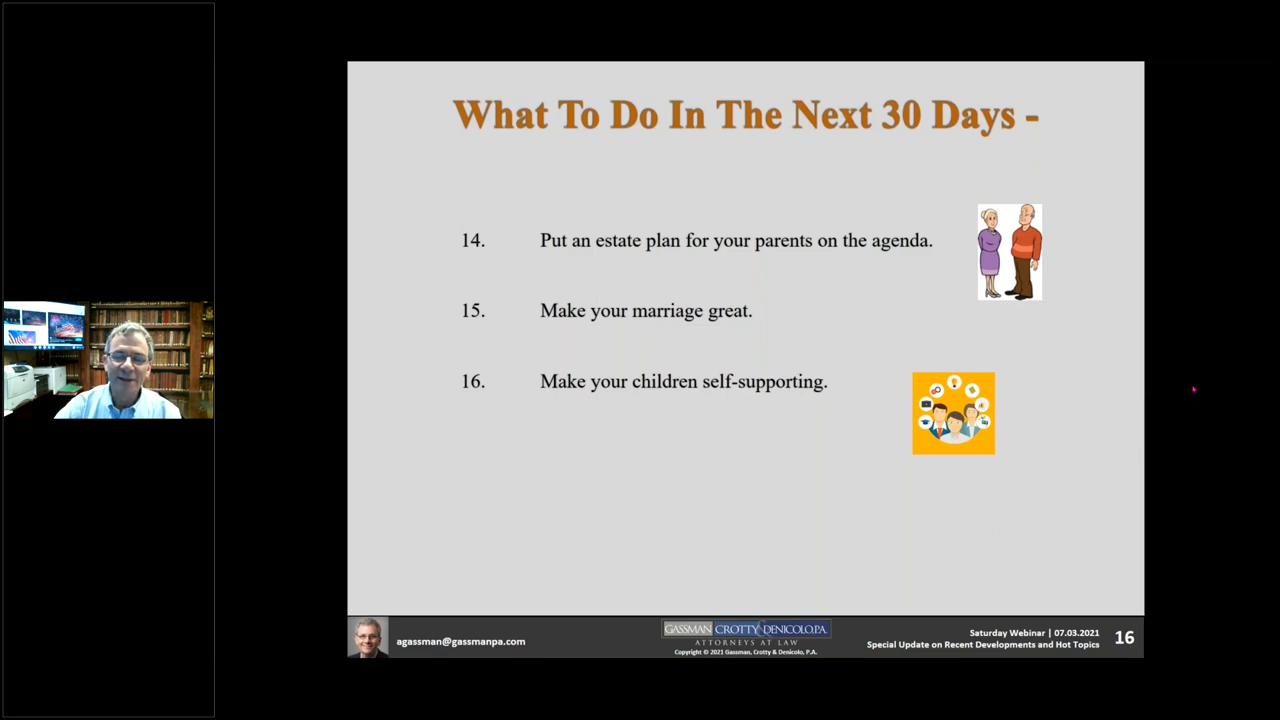 What To Do In The Next 30 Days -
14. Put an estate plan for your parents on the agenda.
15. Make your marriage great.
16. Make your children self-supporting.
agassman@gassmanpa.com
GASSMAN CROTTY & DENICOLO, P.A.
ATTORNEYS AT LAW
Copyright © 2021 Gassman, Crotty & Denicolo, P.A.
Saturday Webinar | 07.03.2021
Special Update on Recent Developments and Hot Topics
16